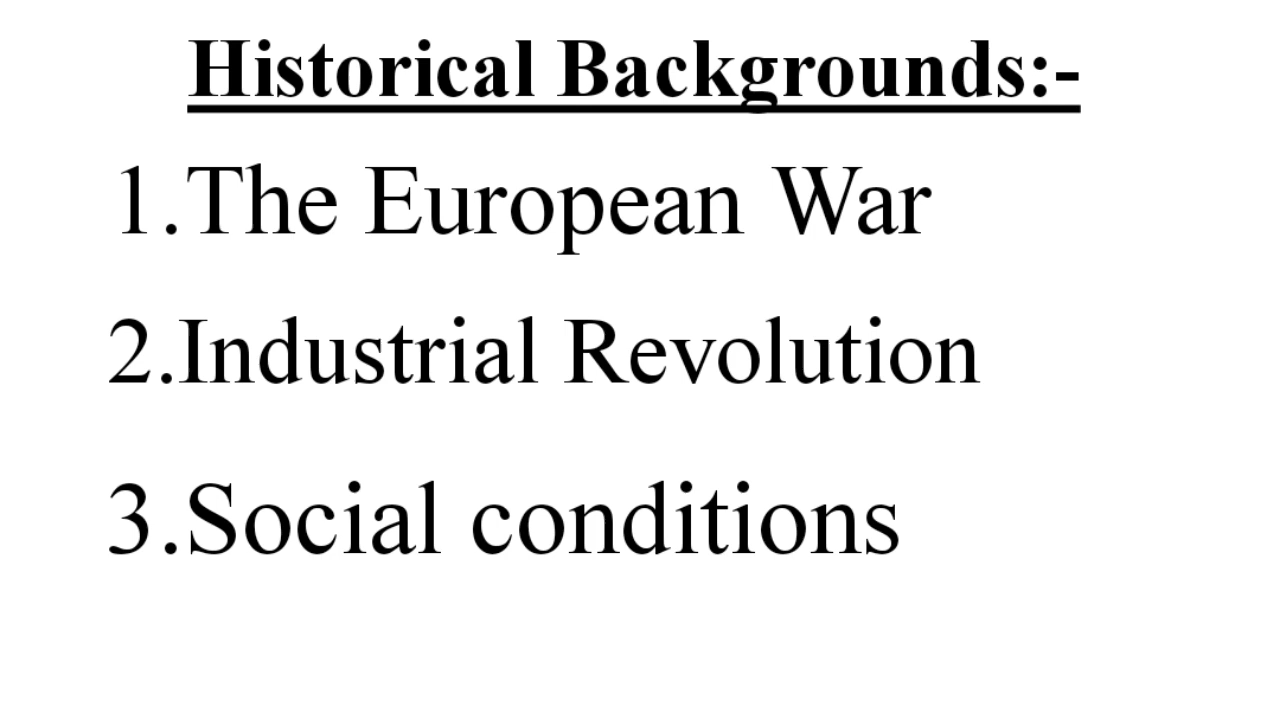 Historical Backgrounds:-
1.The European War
2.Industrial Revolution
3.Social conditions